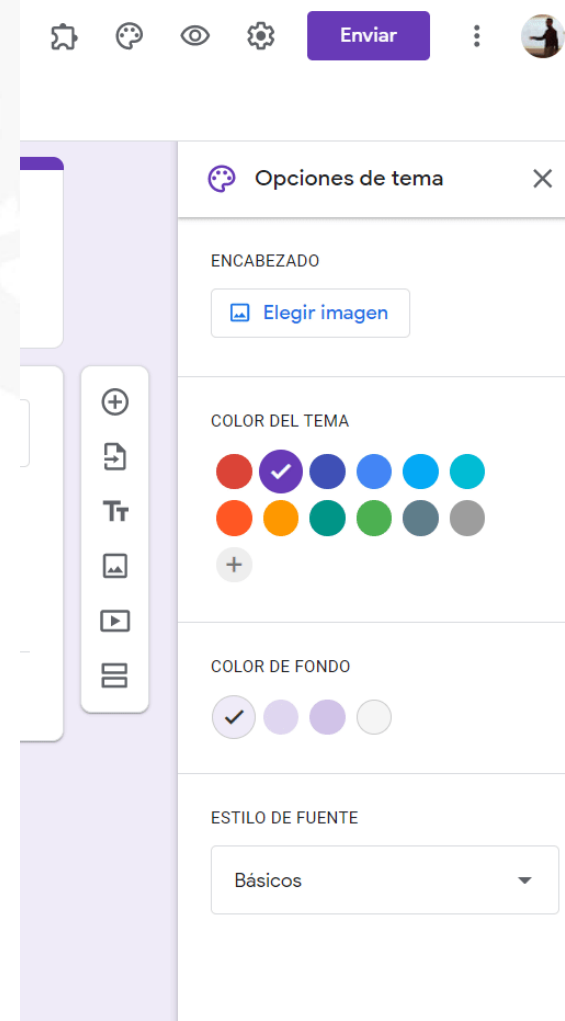 Enviar
Opciones de tema
ENCABEZADO
Elegir imagen
COLOR DEL TEMA
COLOR DE FONDO
ESTILO DE FUENTE
Básicos